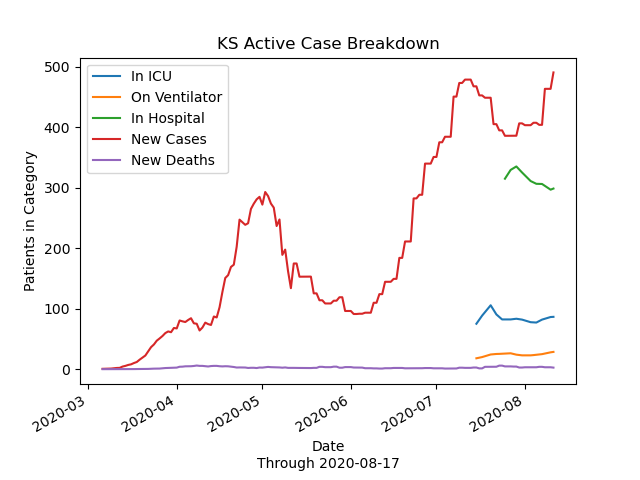 KS Active Case Breakdown
In ICU
On Ventilator
In Hospital
New Cases
New Deaths
Patients in Category
500
400
300
200
100
0
2020-03
2020-04
2020-05
2020-06
2020-07
2020-08
Date
Through 2020-08-17